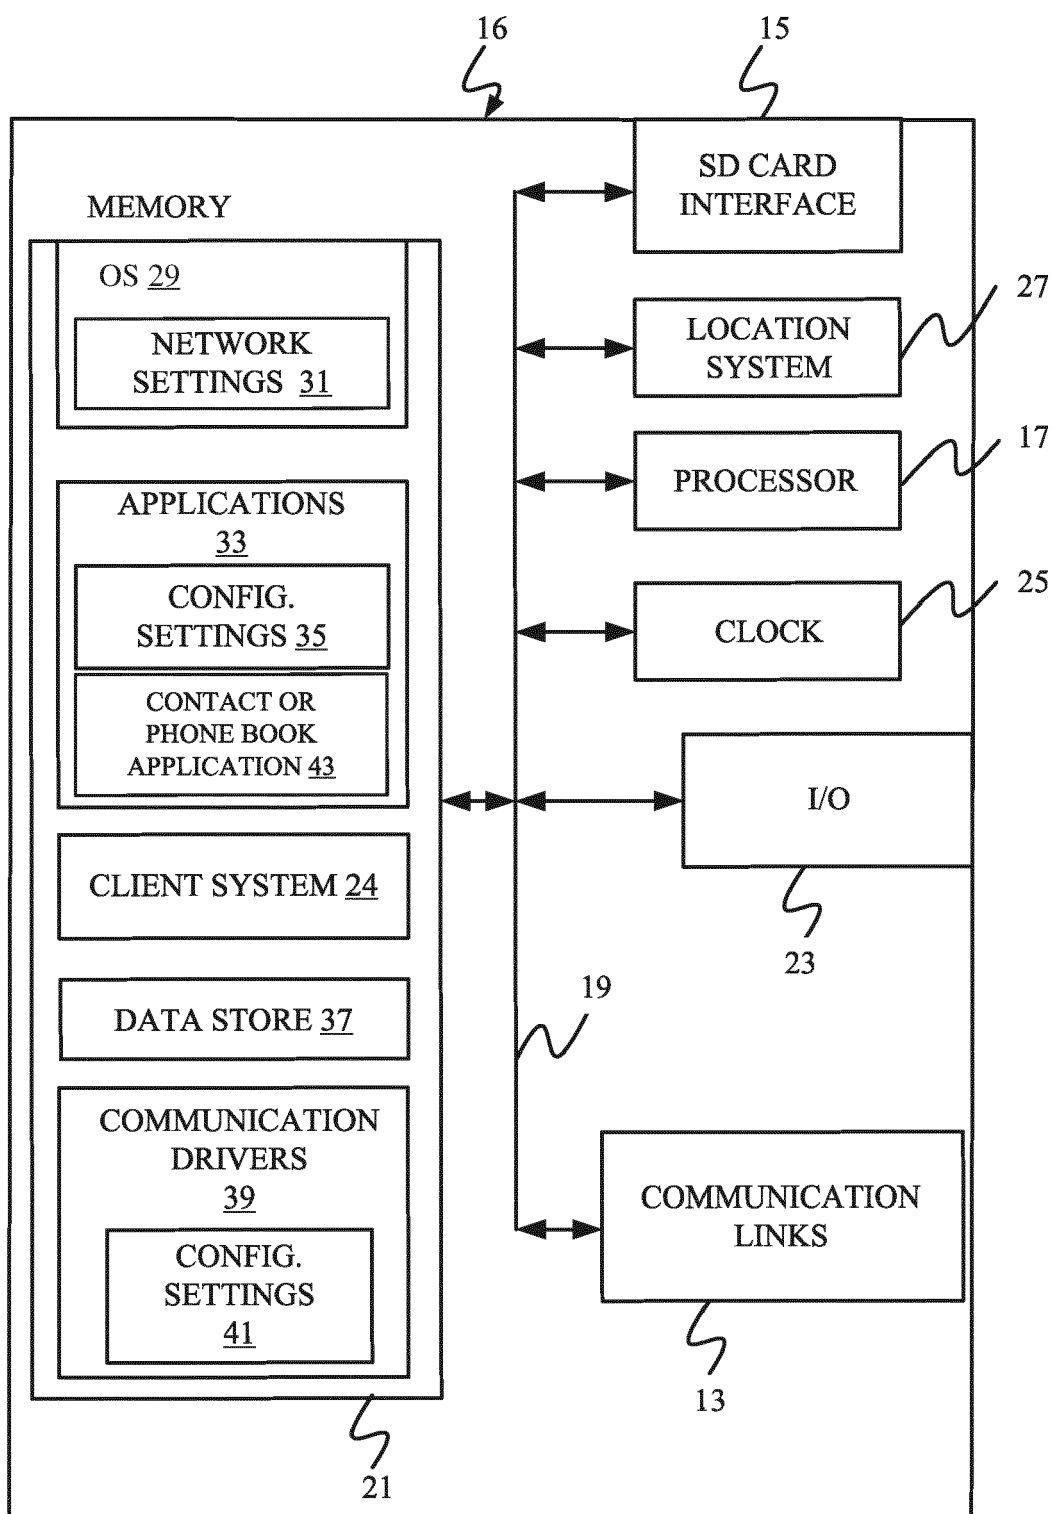 16
15
SD CARD
INTERFACE
MEMORY
OS 29
NETWORK
SETTINGS 31
27
LOCATION
SYSTEM
17
PROCESSOR
APPLICATIONS
33
CONFIG.
SETTINGS 35
25
CLOCK
CONTACT OR
PHONE BOOK
APPLICATION 43
I/O
CLIENT SYSTEM 24
23
19
DATA STORE 37
COMMUNICATION
DRIVERS
39
CONFIG.
SETTINGS
41
COMMUNICATION
LINKS
13
21